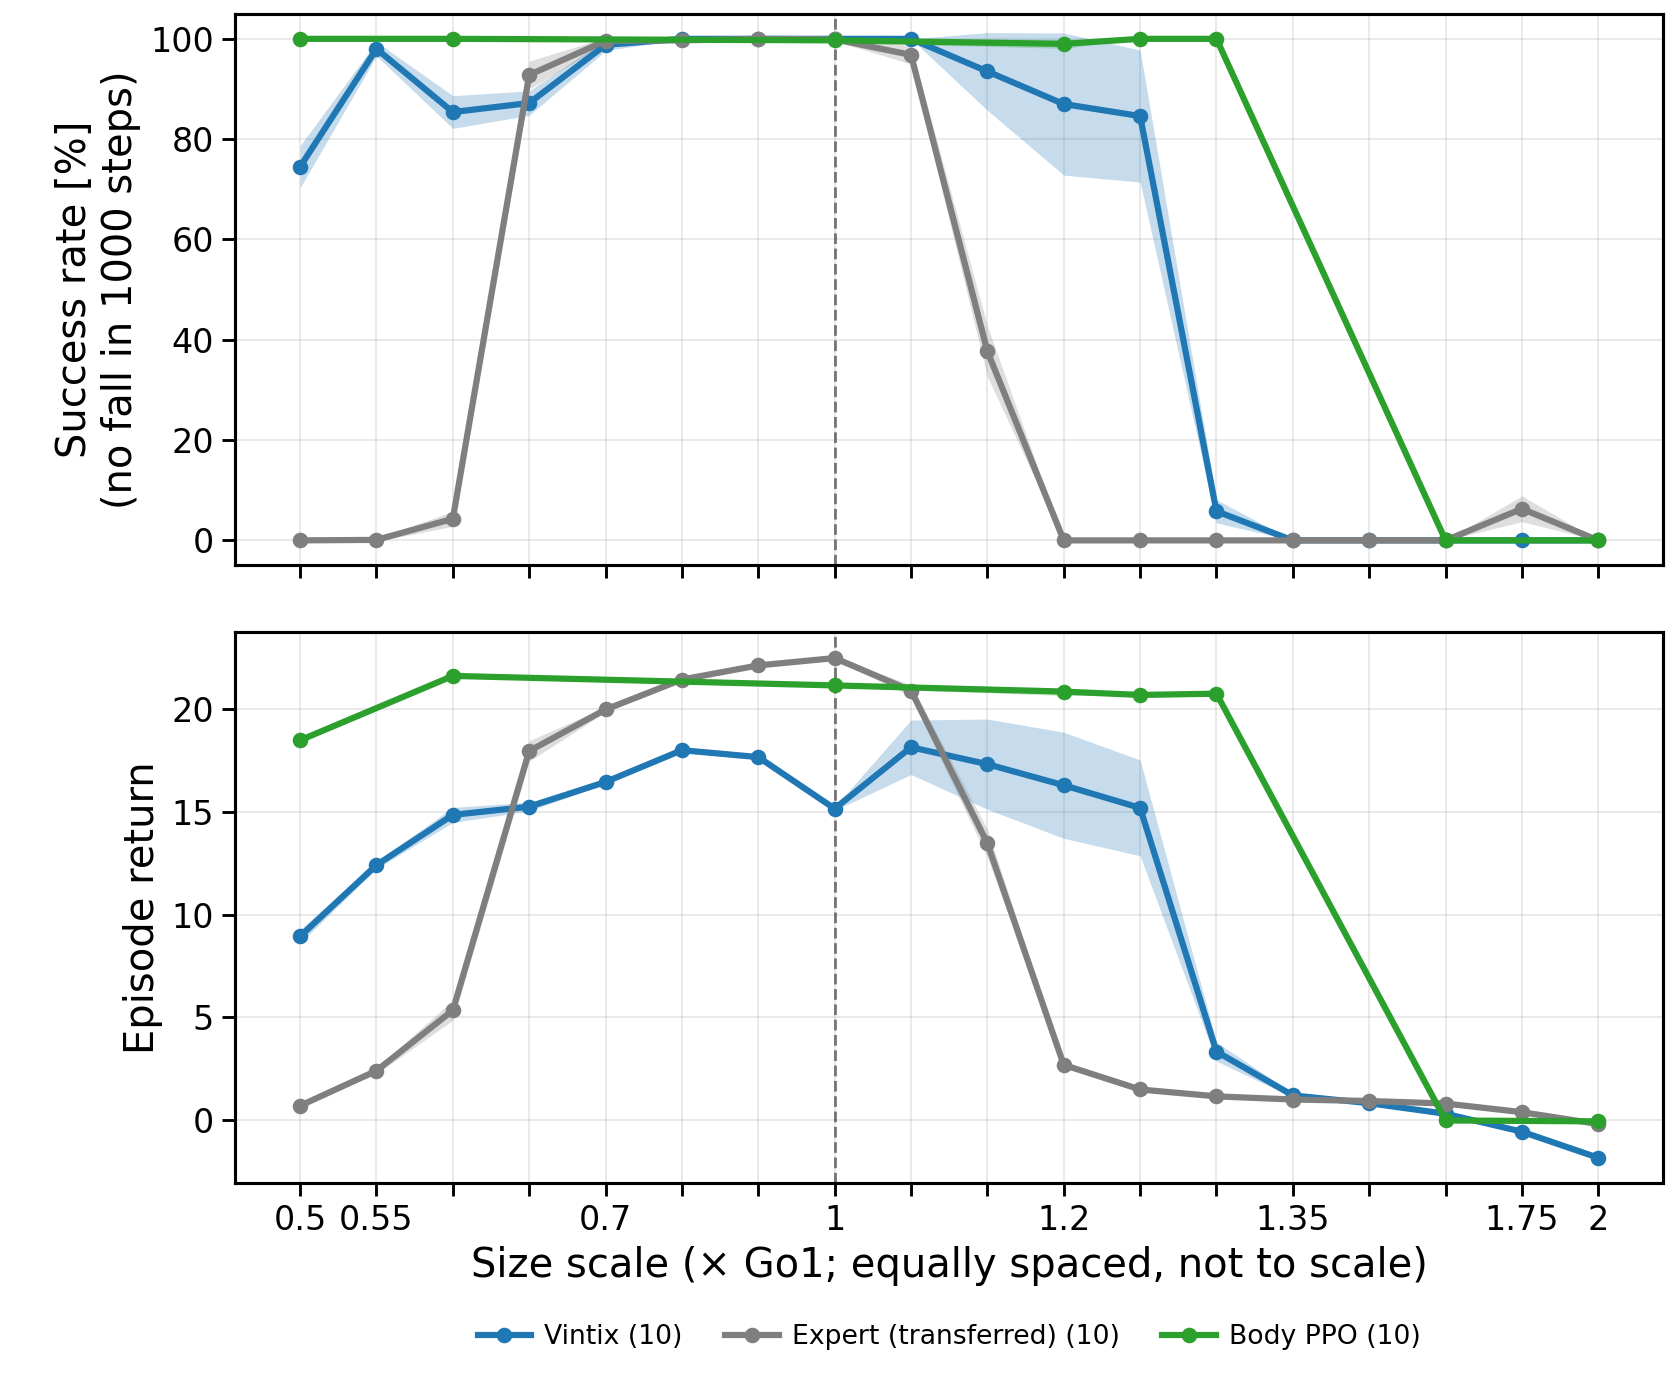 Success rate [%]
(no fall in 1000 steps)
100
80
60
40
20
0
Episode return
20
15
10
5
0
0.5 0.55 0.7 1 1.2 1.35 1.75 2
Size scale (× Go1; equally spaced, not to scale)
Vintix (10) Expert (transferred) (10) Body PPO (10)